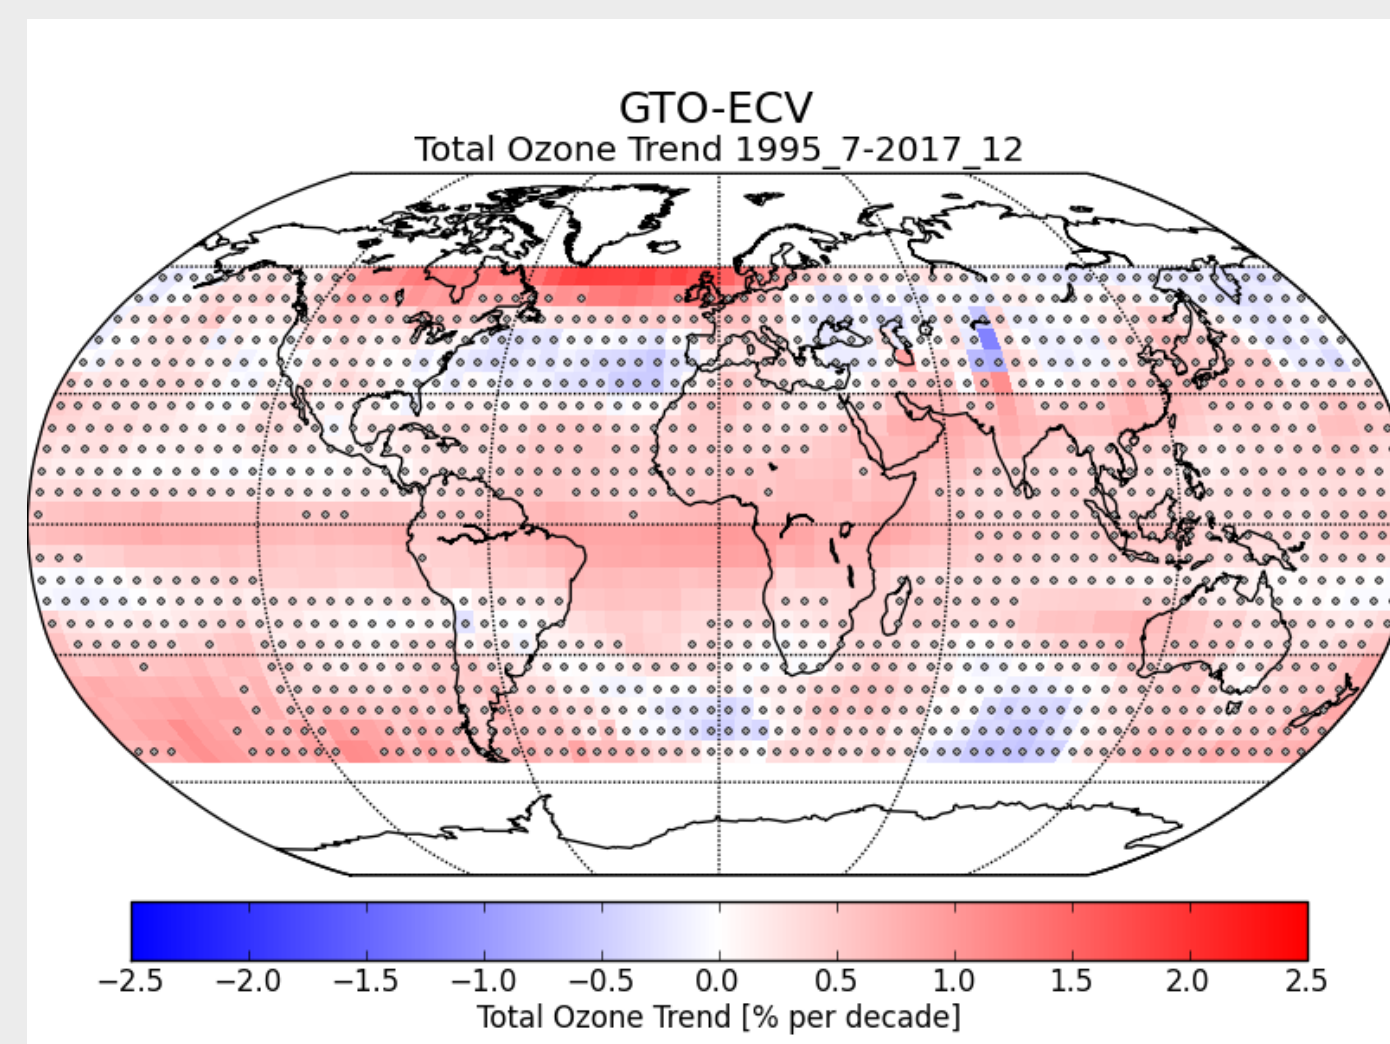 GTO-ECV
Total Ozone Trend 1995_7-2017_12
−2.5 −2.0 −1.5 −1.0 −0.5 0.0 0.5 1.0 1.5 2.0 2.5
Total Ozone Trend [% per decade]